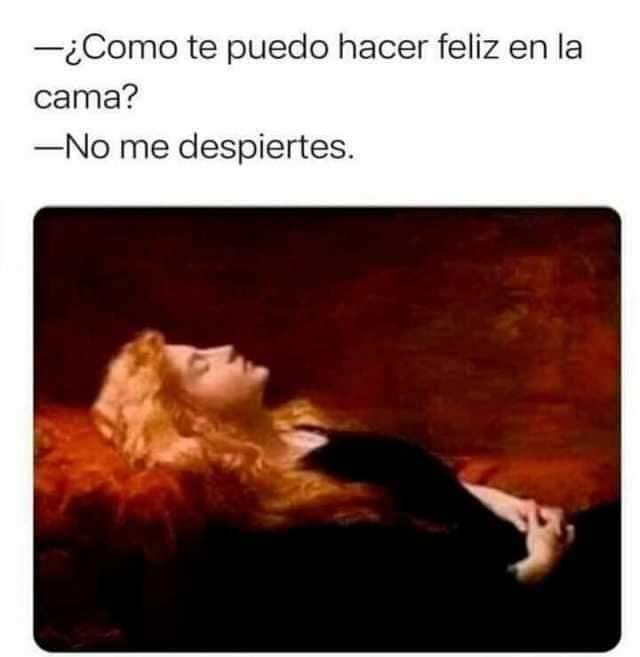 —¿Como te puedo hacer feliz en la
cama?
—No me despiertes.